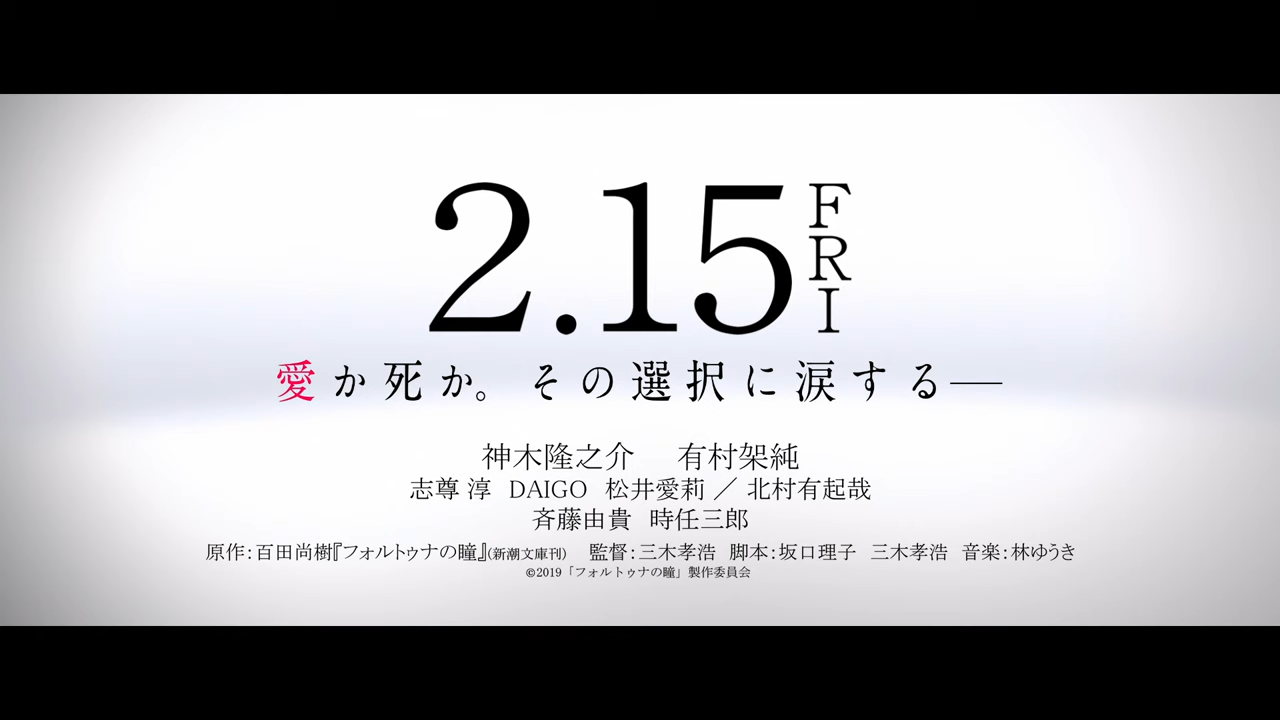 2.15 FRI
愛か死か。その選択に涙する―
神木隆之介 有村架純
志尊 淳 DAIGO 松井愛莉 ／ 北村有起哉
斉藤由貴 時任三郎
原作：百田尚樹『フォルトゥナの瞳』(新潮文庫刊) 監督：三木孝浩 脚本：坂口理子 三木孝浩 音楽：林ゆうき
©2019「フォルトゥナの瞳」製作委員会